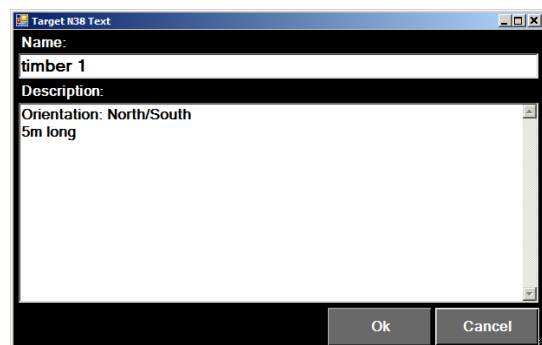 Target N38 Text
Name:
timber 1
Description:
Orientation: North/South
5m long
Ok
Cancel